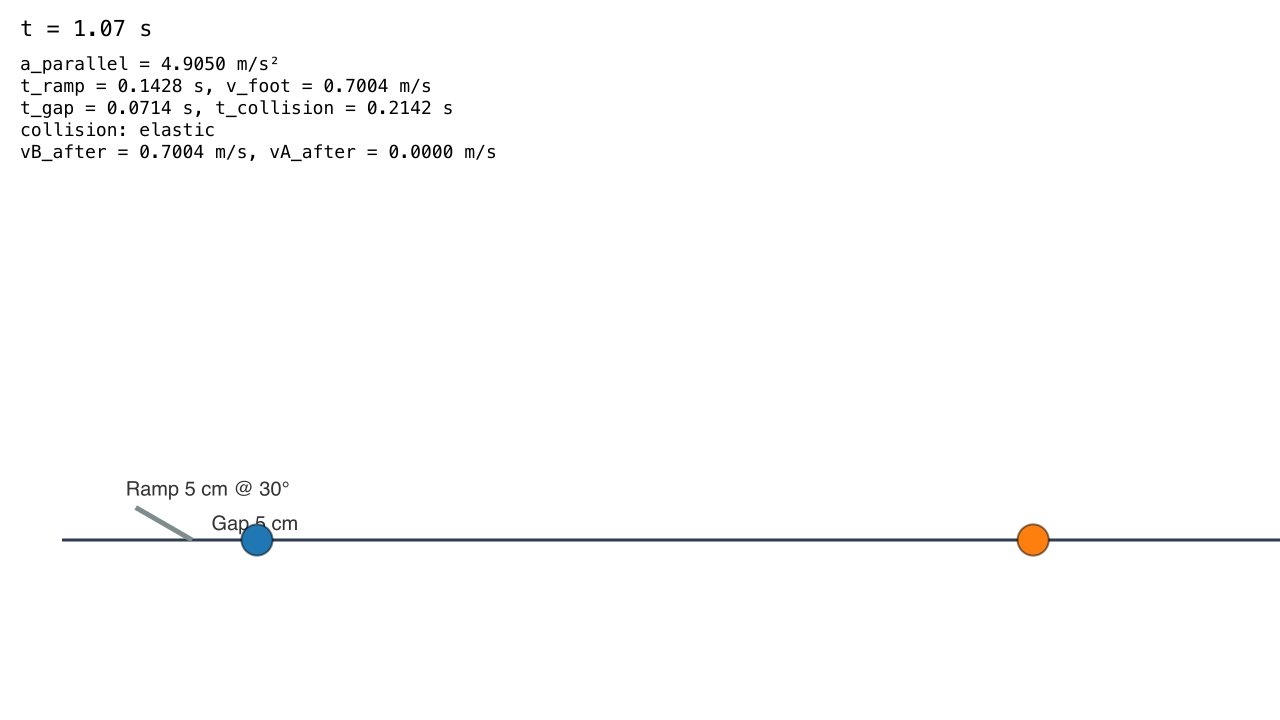 t = 1.07 s
a_parallel = 4.9050 m/s²
t_ramp = 0.1428 s, v_foot = 0.7004 m/s
t_gap = 0.0714 s, t_collision = 0.2142 s
collision: elastic
vB_after = 0.7004 m/s, vA_after = 0.0000 m/s
Ramp 5 cm @ 30°
Gap 5 cm